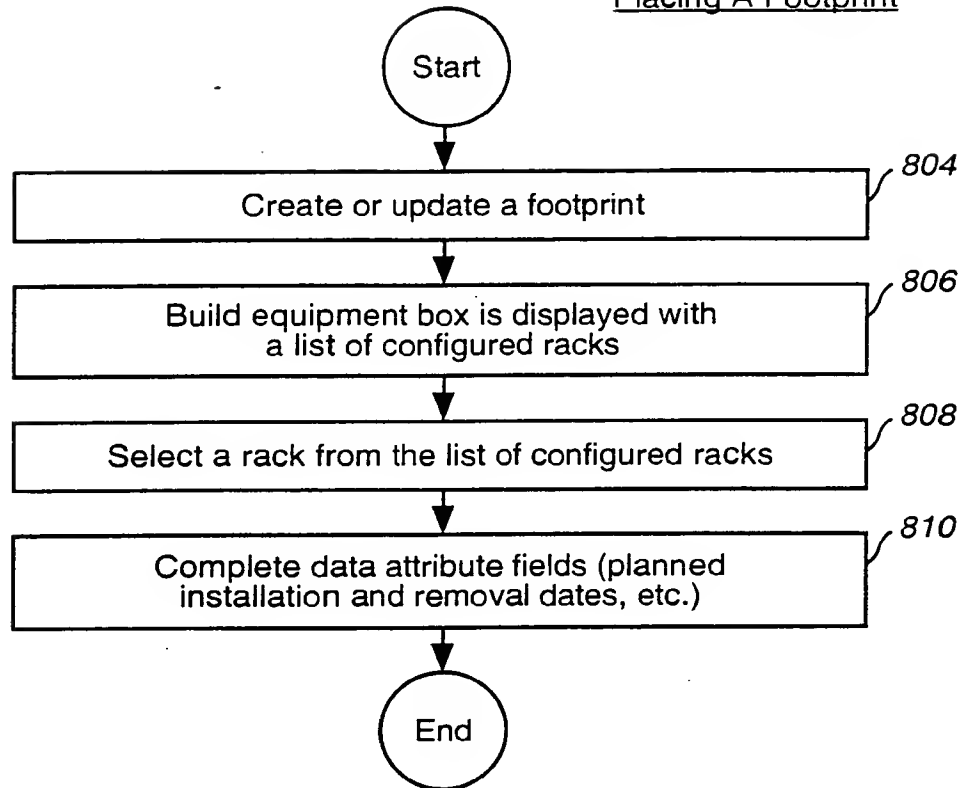 Placing A Footprint
Start
804
Create or update a footprint
806
Build equipment box is displayed with
a list of configured racks
808
Select a rack from the list of configured racks
810
Complete data attribute fields (planned
installation and removal dates, etc.)
End